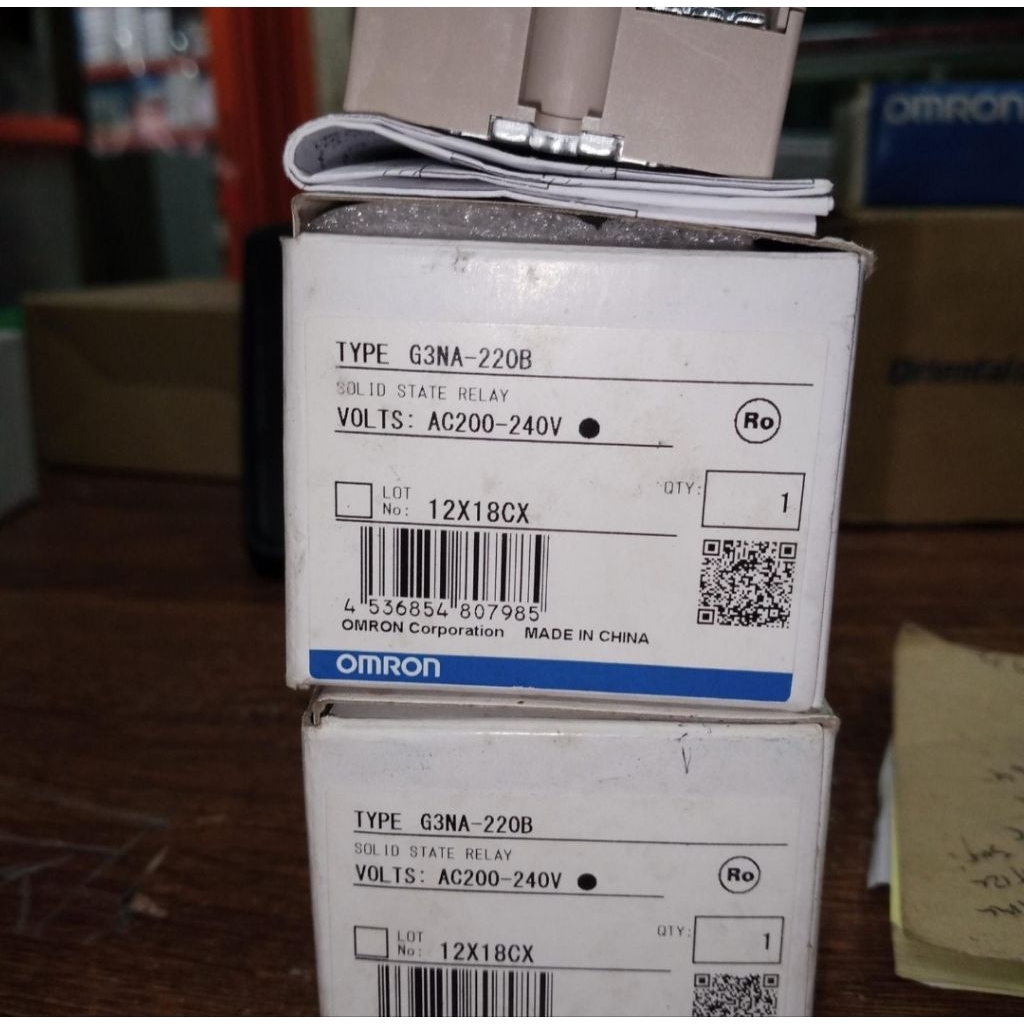 OMRON
TYPE G3NA-220B
SOLID STATE RELAY
VOLTS: AC200-240V ●
Ro
LOT
No: 12X18CX
QTY: 1
4 536854 807985
OMRON Corporation MADE IN CHINA
OMRON
TYPE G3NA-220B
SOLID STATE RELAY
VOLTS: AC200-240V ●
Ro
LOT
No: 12X18CX
QTY: 1